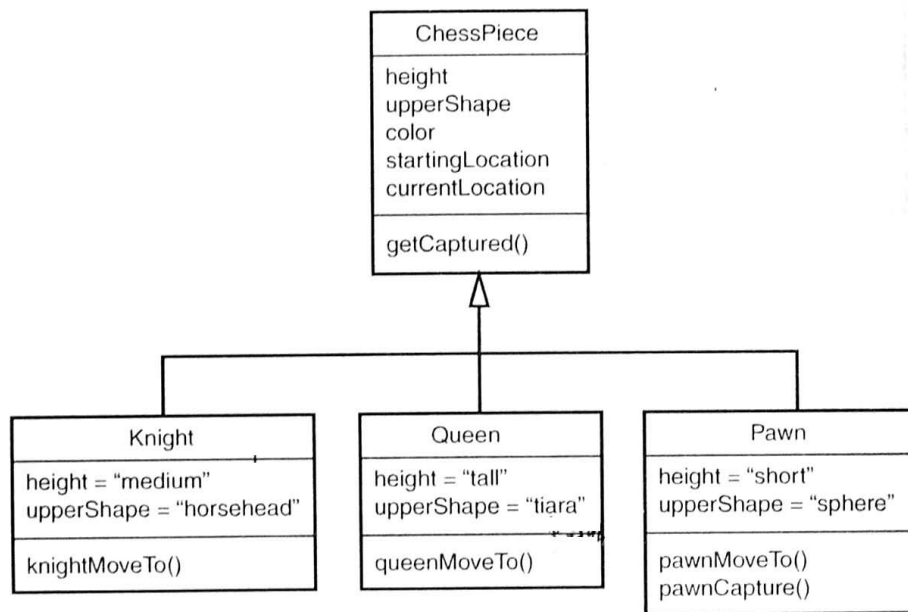 ChessPiece
height
upperShape
color
startingLocation
currentLocation
getCaptured()
Knight
height = “medium”
upperShape = “horsehead”
knightMoveTo()
Queen
height = “tall”
upperShape = “tiara”
queenMoveTo()
Pawn
height = “short”
upperShape = “sphere”
pawnMoveTo()
pawnCapture()